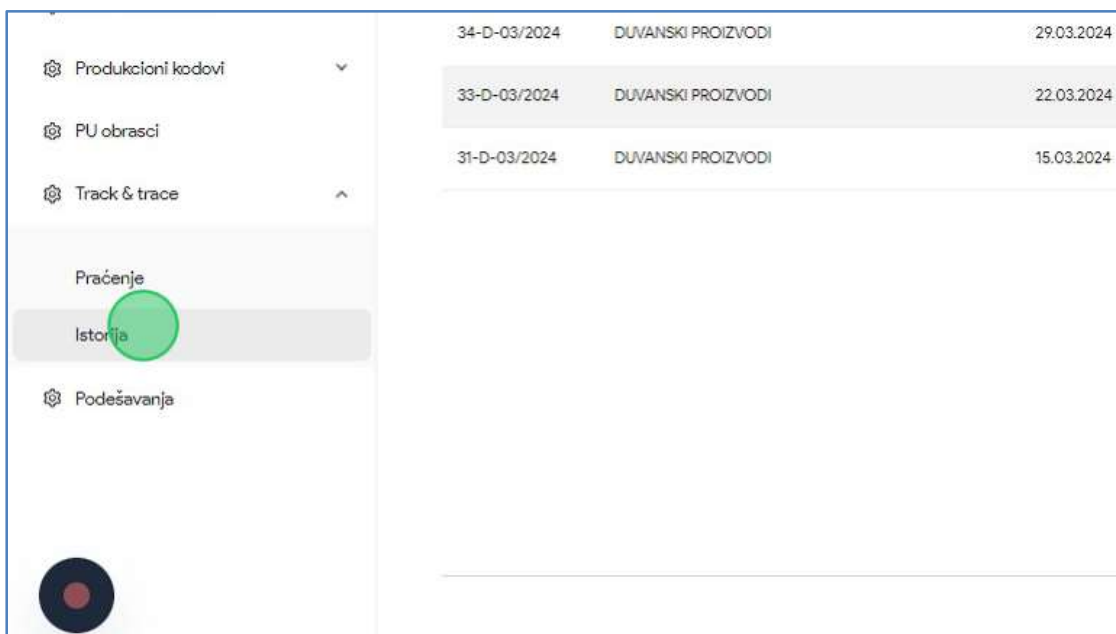 Produkcioni kodovi
PU obrasci
Track & trace
Praćenje
Istorija
Podešavanja
34-D-03/2024 DUVANSKI PROIZVODI 29.03.2024
33-D-03/2024 DUVANSKI PROIZVODI 22.03.2024
31-D-03/2024 DUVANSKI PROIZVODI 15.03.2024